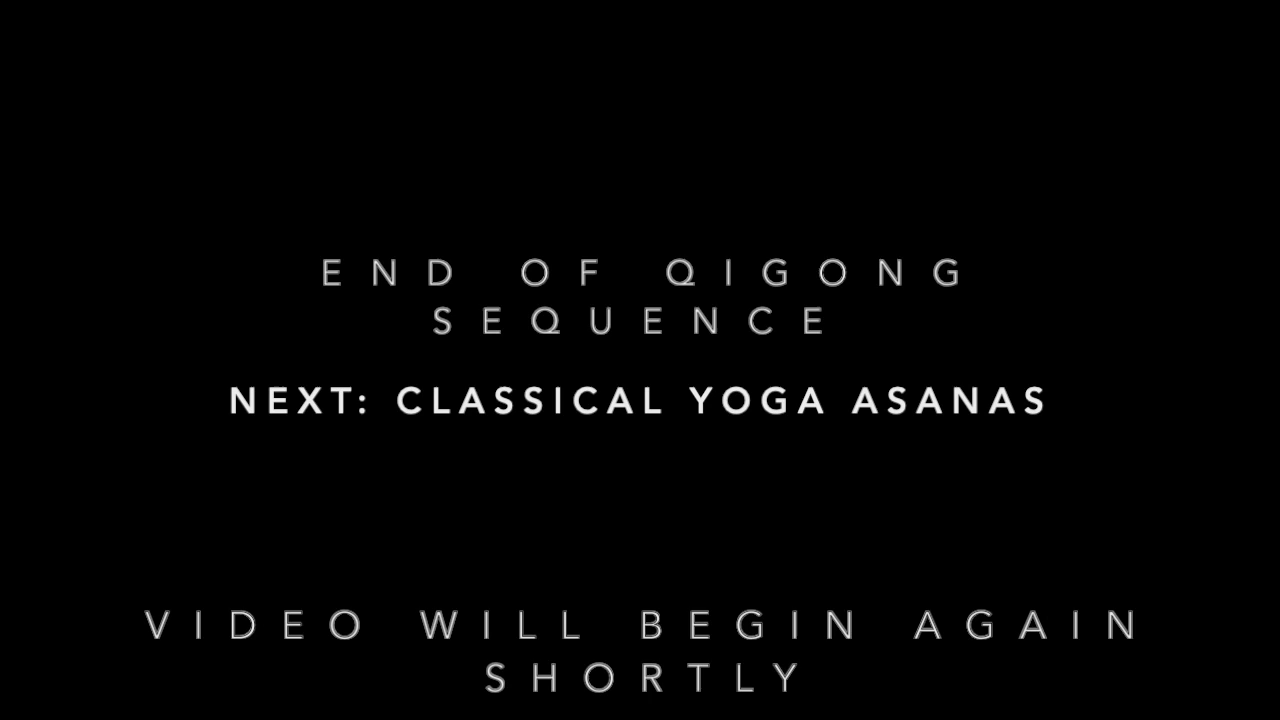 END OF QIGONG
SEQUENCE
NEXT: CLASSICAL YOGA ASANAS
VIDEO WILL BEGIN AGAIN
SHORTLY